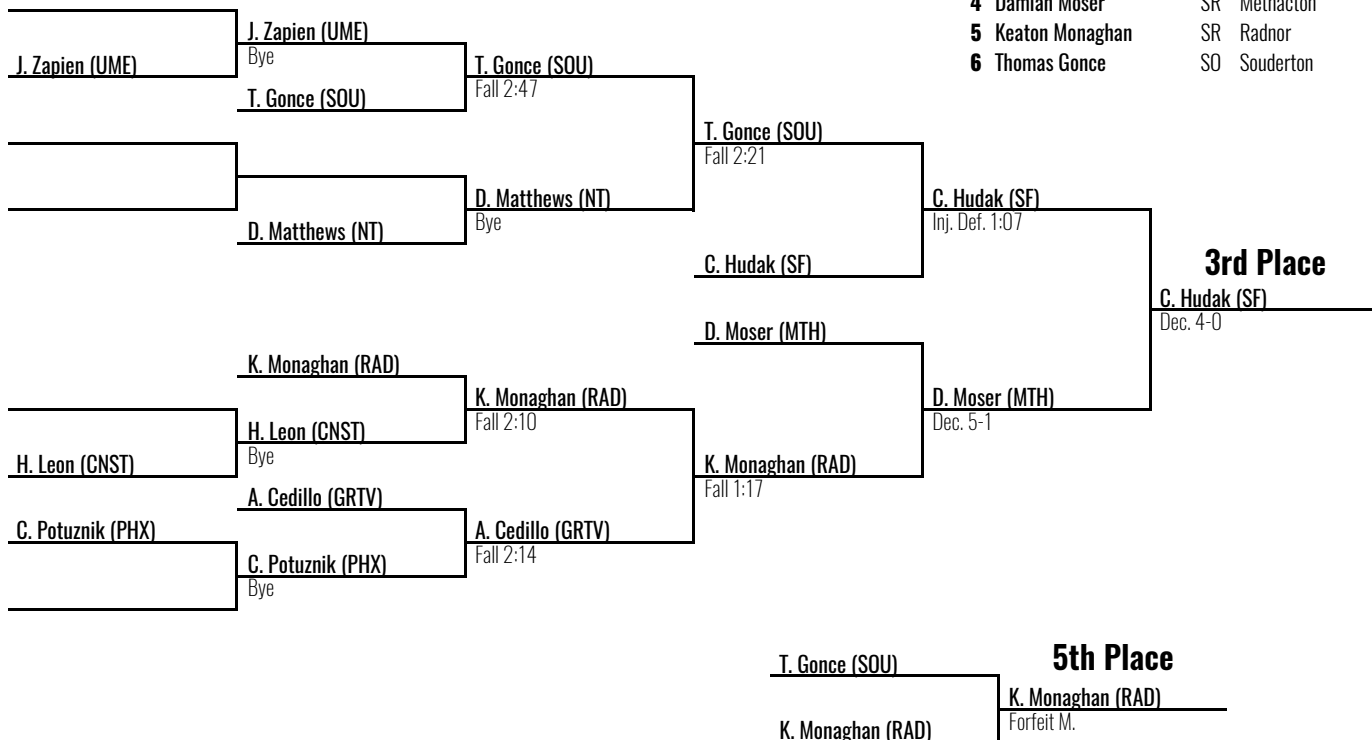 4 Damian Moser SR Methacton
5 Keaton Monaghan SR Radnor
6 Thomas Gonce SO Souderton
J. Zapien (UME)
J. Zapien (UME)
Bye
T. Gonce (SOU)
T. Gonce (SOU)
Fall 2:47
D. Matthews (NT)
D. Matthews (NT)
Bye
T. Gonce (SOU)
Fall 2:21
C. Hudak (SF)
C. Hudak (SF)
Inj. Def. 1:07
3rd Place
C. Hudak (SF)
Dec. 4-0
D. Moser (MTH)
D. Moser (MTH)
Dec. 5-1
K. Monaghan (RAD)
K. Monaghan (RAD)
Fall 2:10
H. Leon (CNST)
H. Leon (CNST)
Bye
K. Monaghan (RAD)
Fall 1:17
A. Cedillo (GRTV)
A. Cedillo (GRTV)
Fall 2:14
C. Potuznik (PHX)
C. Potuznik (PHX)
Bye
5th Place
T. Gonce (SOU)
K. Monaghan (RAD)
Forfeit M.
K. Monaghan (RAD)